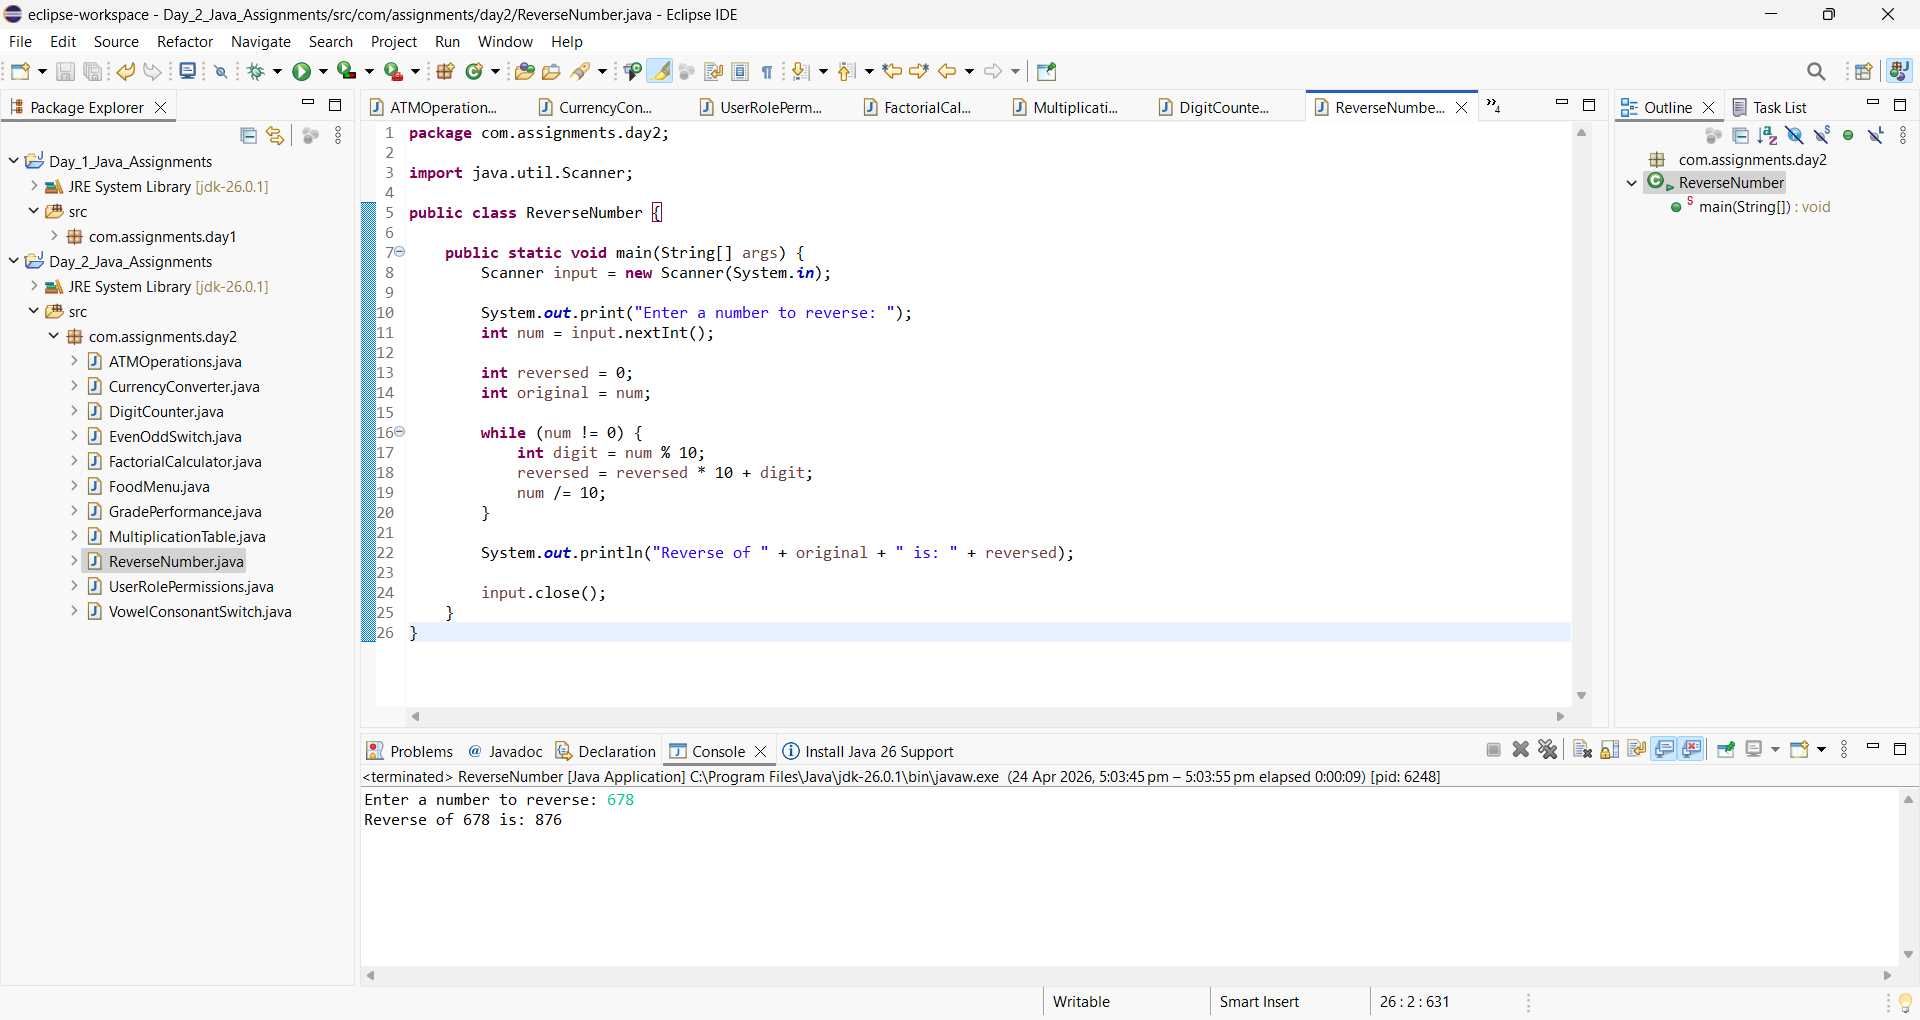 eclipse-workspace - Day_2_Java_Assignments/src/com/assignments/day2/ReverseNumber.java - Eclipse IDE
File Edit Source Refactor Navigate Search Project Run Window Help
Package Explorer
Day_1_Java_Assignments
JRE System Library [jdk-26.0.1]
src
com.assignments.day1
Day_2_Java_Assignments
JRE System Library [jdk-26.0.1]
src
com.assignments.day2
ATMOperations.java
CurrencyConverter.java
DigitCounter.java
EvenOddSwitch.java
FactorialCalculator.java
FoodMenu.java
GradePerformance.java
MultiplicationTable.java
ReverseNumber.java
UserRolePermissions.java
VowelConsonantSwitch.java
ATMOperation... CurrencyCon... UserRolePerm... FactorialCal... Multiplicati... DigitCounte... ReverseNumbe... »4
1 package com.assignments.day2;
2
3 import java.util.Scanner;
4
5 public class ReverseNumber {
6
7 public static void main(String[] args) {
8 Scanner input = new Scanner(System.in);
9
10 System.out.print("Enter a number to reverse: ");
11 int num = input.nextInt();
12
13 int reversed = 0;
14 int original = num;
15
16 while (num != 0) {
17 int digit = num % 10;
18 reversed = reversed * 10 + digit;
19 num /= 10;
20 }
21
22 System.out.println("Reverse of " + original + " is: " + reversed);
23
24 input.close();
25 }
26 }
Outline Task List
com.assignments.day2
ReverseNumber
main(String[]) : void
Problems Javadoc Declaration Console Install Java 26 Support
<terminated> ReverseNumber [Java Application] C:\Program Files\Java\jdk-26.0.1\bin\javaw.exe (24 Apr 2026, 5:03:45 pm – 5:03:55 pm elapsed 0:00:09) [pid: 6248]
Enter a number to reverse: 678
Reverse of 678 is: 876
Writable Smart Insert 26 : 2 : 631